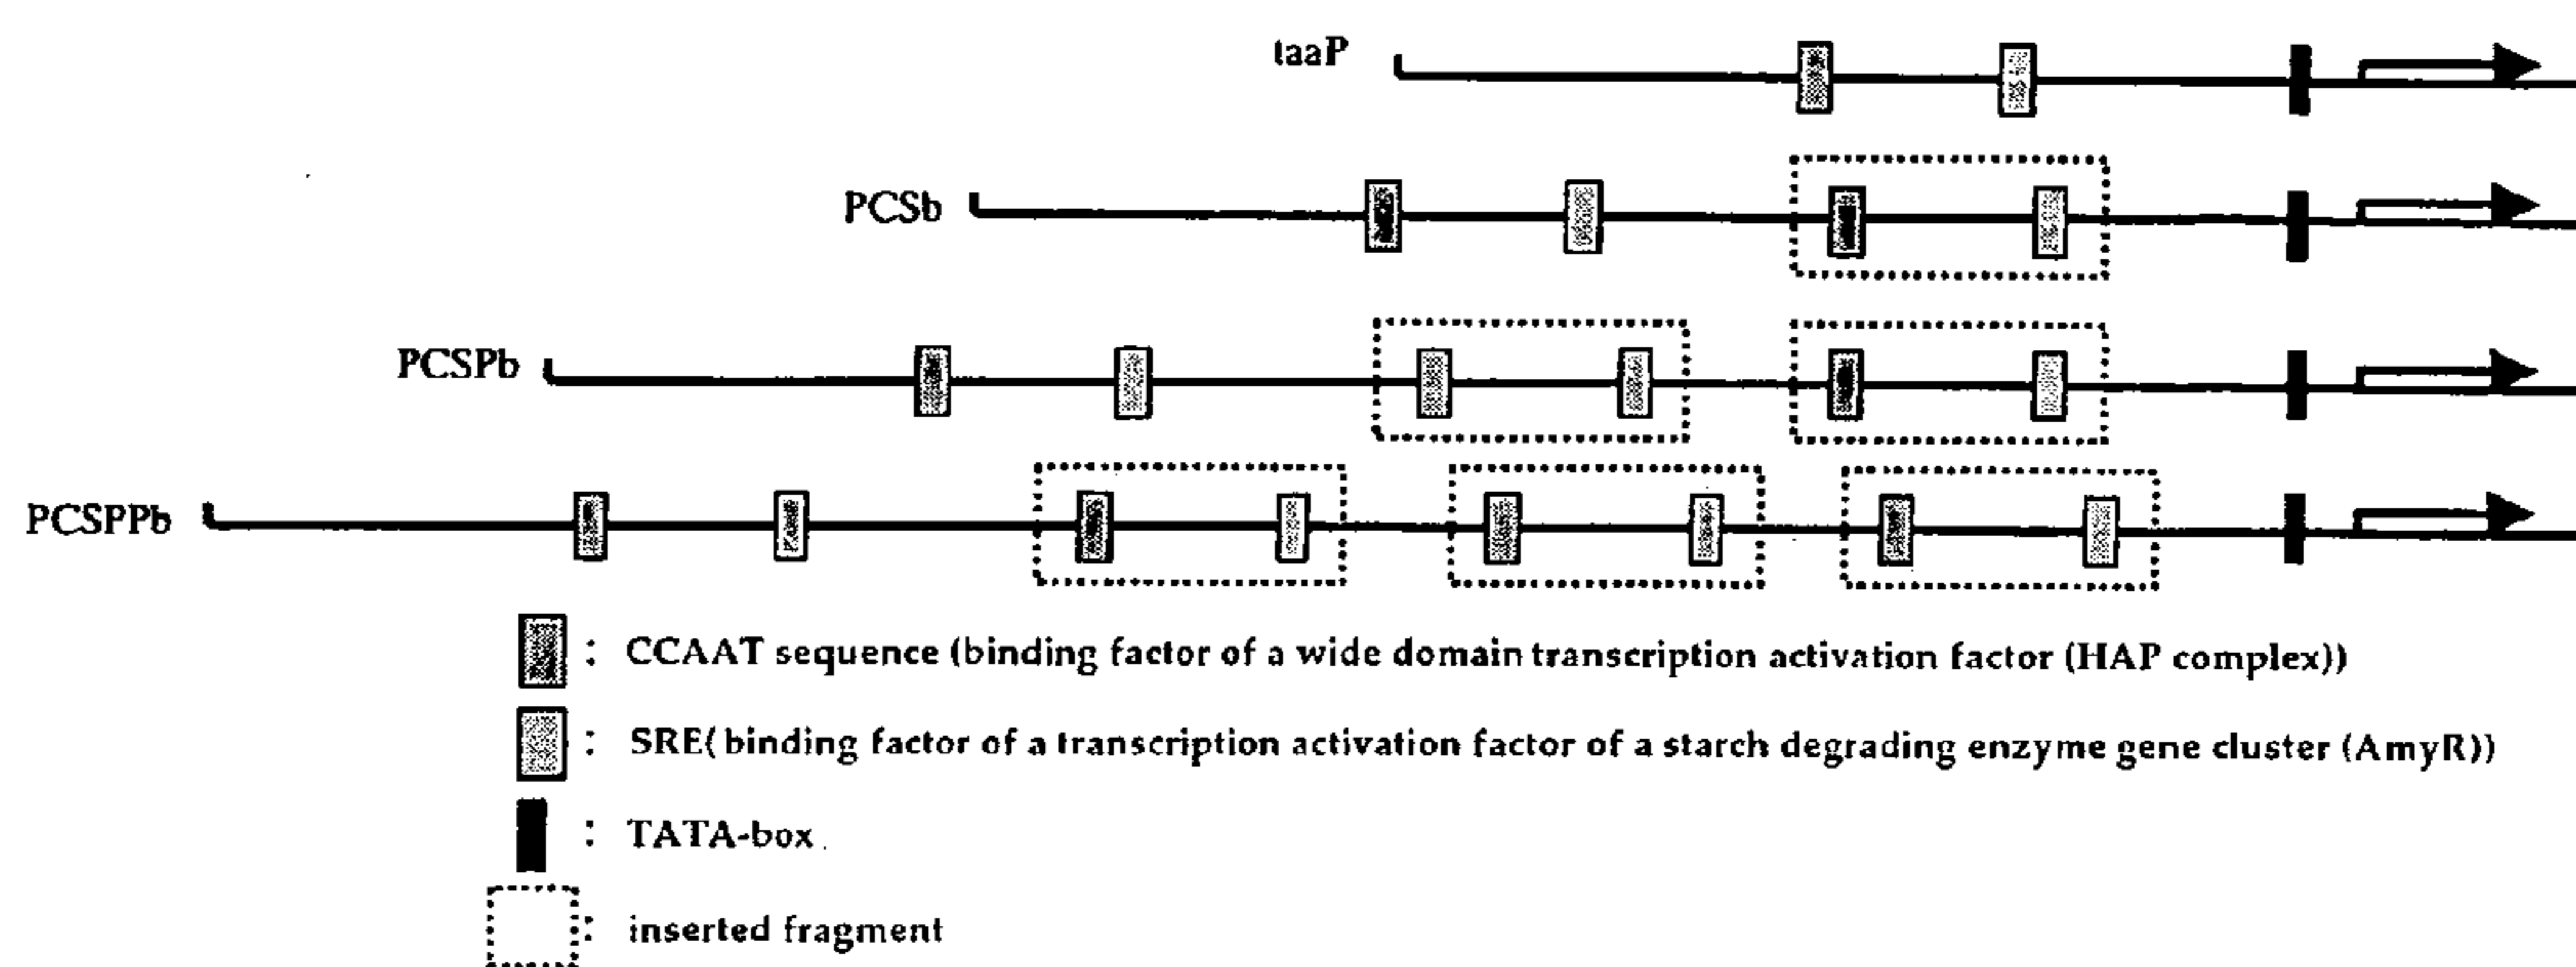 taaP
PCSb
PCSPb
PCSPPb
: CCAAT sequence (binding factor of a wide domain transcription activation factor (HAP complex))
: SRE( binding factor of a transcription activation factor of a starch degrading enzyme gene cluster (AmyR))
: TATA-box
: inserted fragment